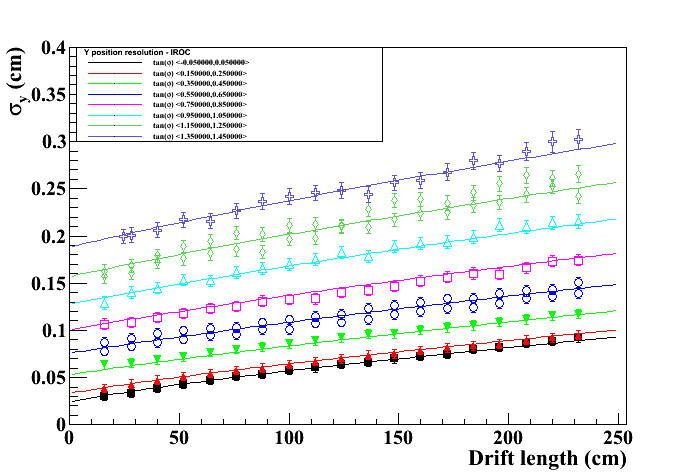 σy (cm)
0.4
0.35
0.3
0.25
0.2
0.15
0.1
0.05
0
Y position resolution - IROC
tan(φ) <-0.050000,0.050000>
tan(φ) <0.150000,0.250000>
tan(φ) <0.350000,0.450000>
tan(φ) <0.550000,0.650000>
tan(φ) <0.750000,0.850000>
tan(φ) <0.950000,1.050000>
tan(φ) <1.150000,1.250000>
tan(φ) <1.350000,1.450000>
0 50 100 150 200 250
Drift length (cm)